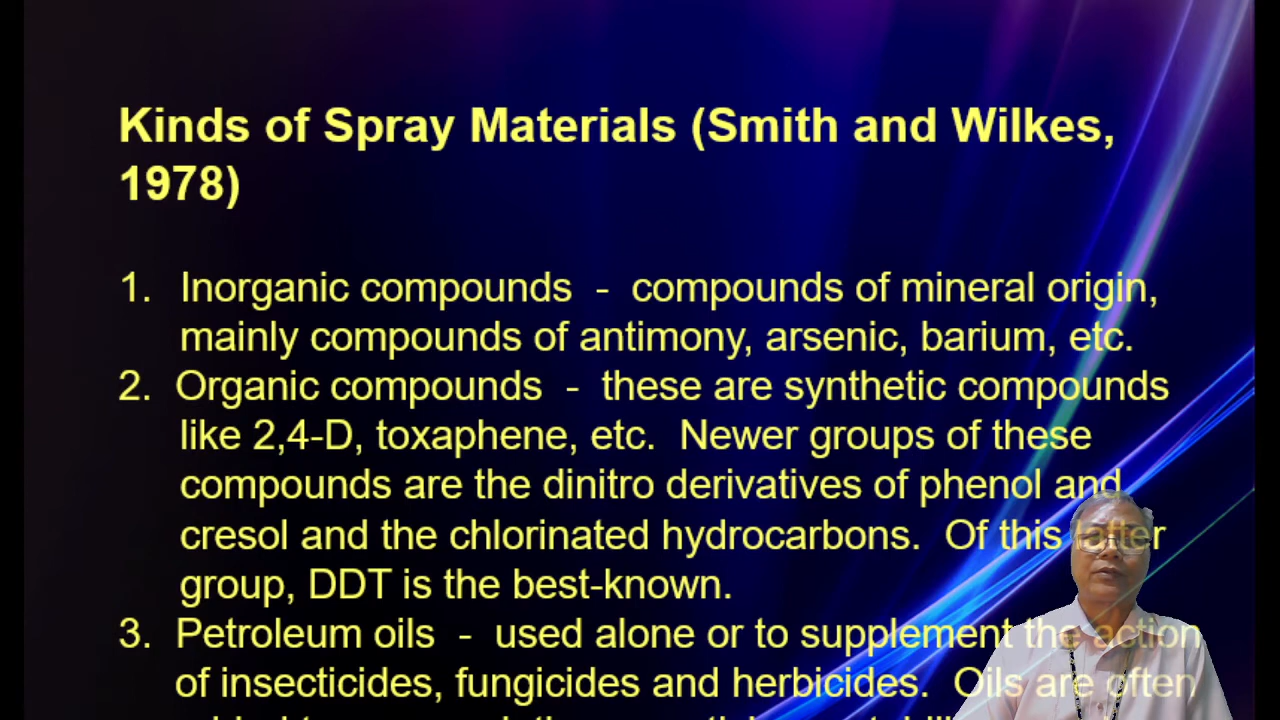 Kinds of Spray Materials (Smith and Wilkes,
1978)
1. Inorganic compounds - compounds of mineral origin,
mainly compounds of antimony, arsenic, barium, etc.
2. Organic compounds - these are synthetic compounds
like 2,4-D, toxaphene, etc. Newer groups of these
compounds are the dinitro derivatives of phenol and
cresol and the chlorinated hydrocarbons. Of this latter
group, DDT is the best-known.
3. Petroleum oils - used alone or to supplement the action
of insecticides, fungicides and herbicides. Oils are often